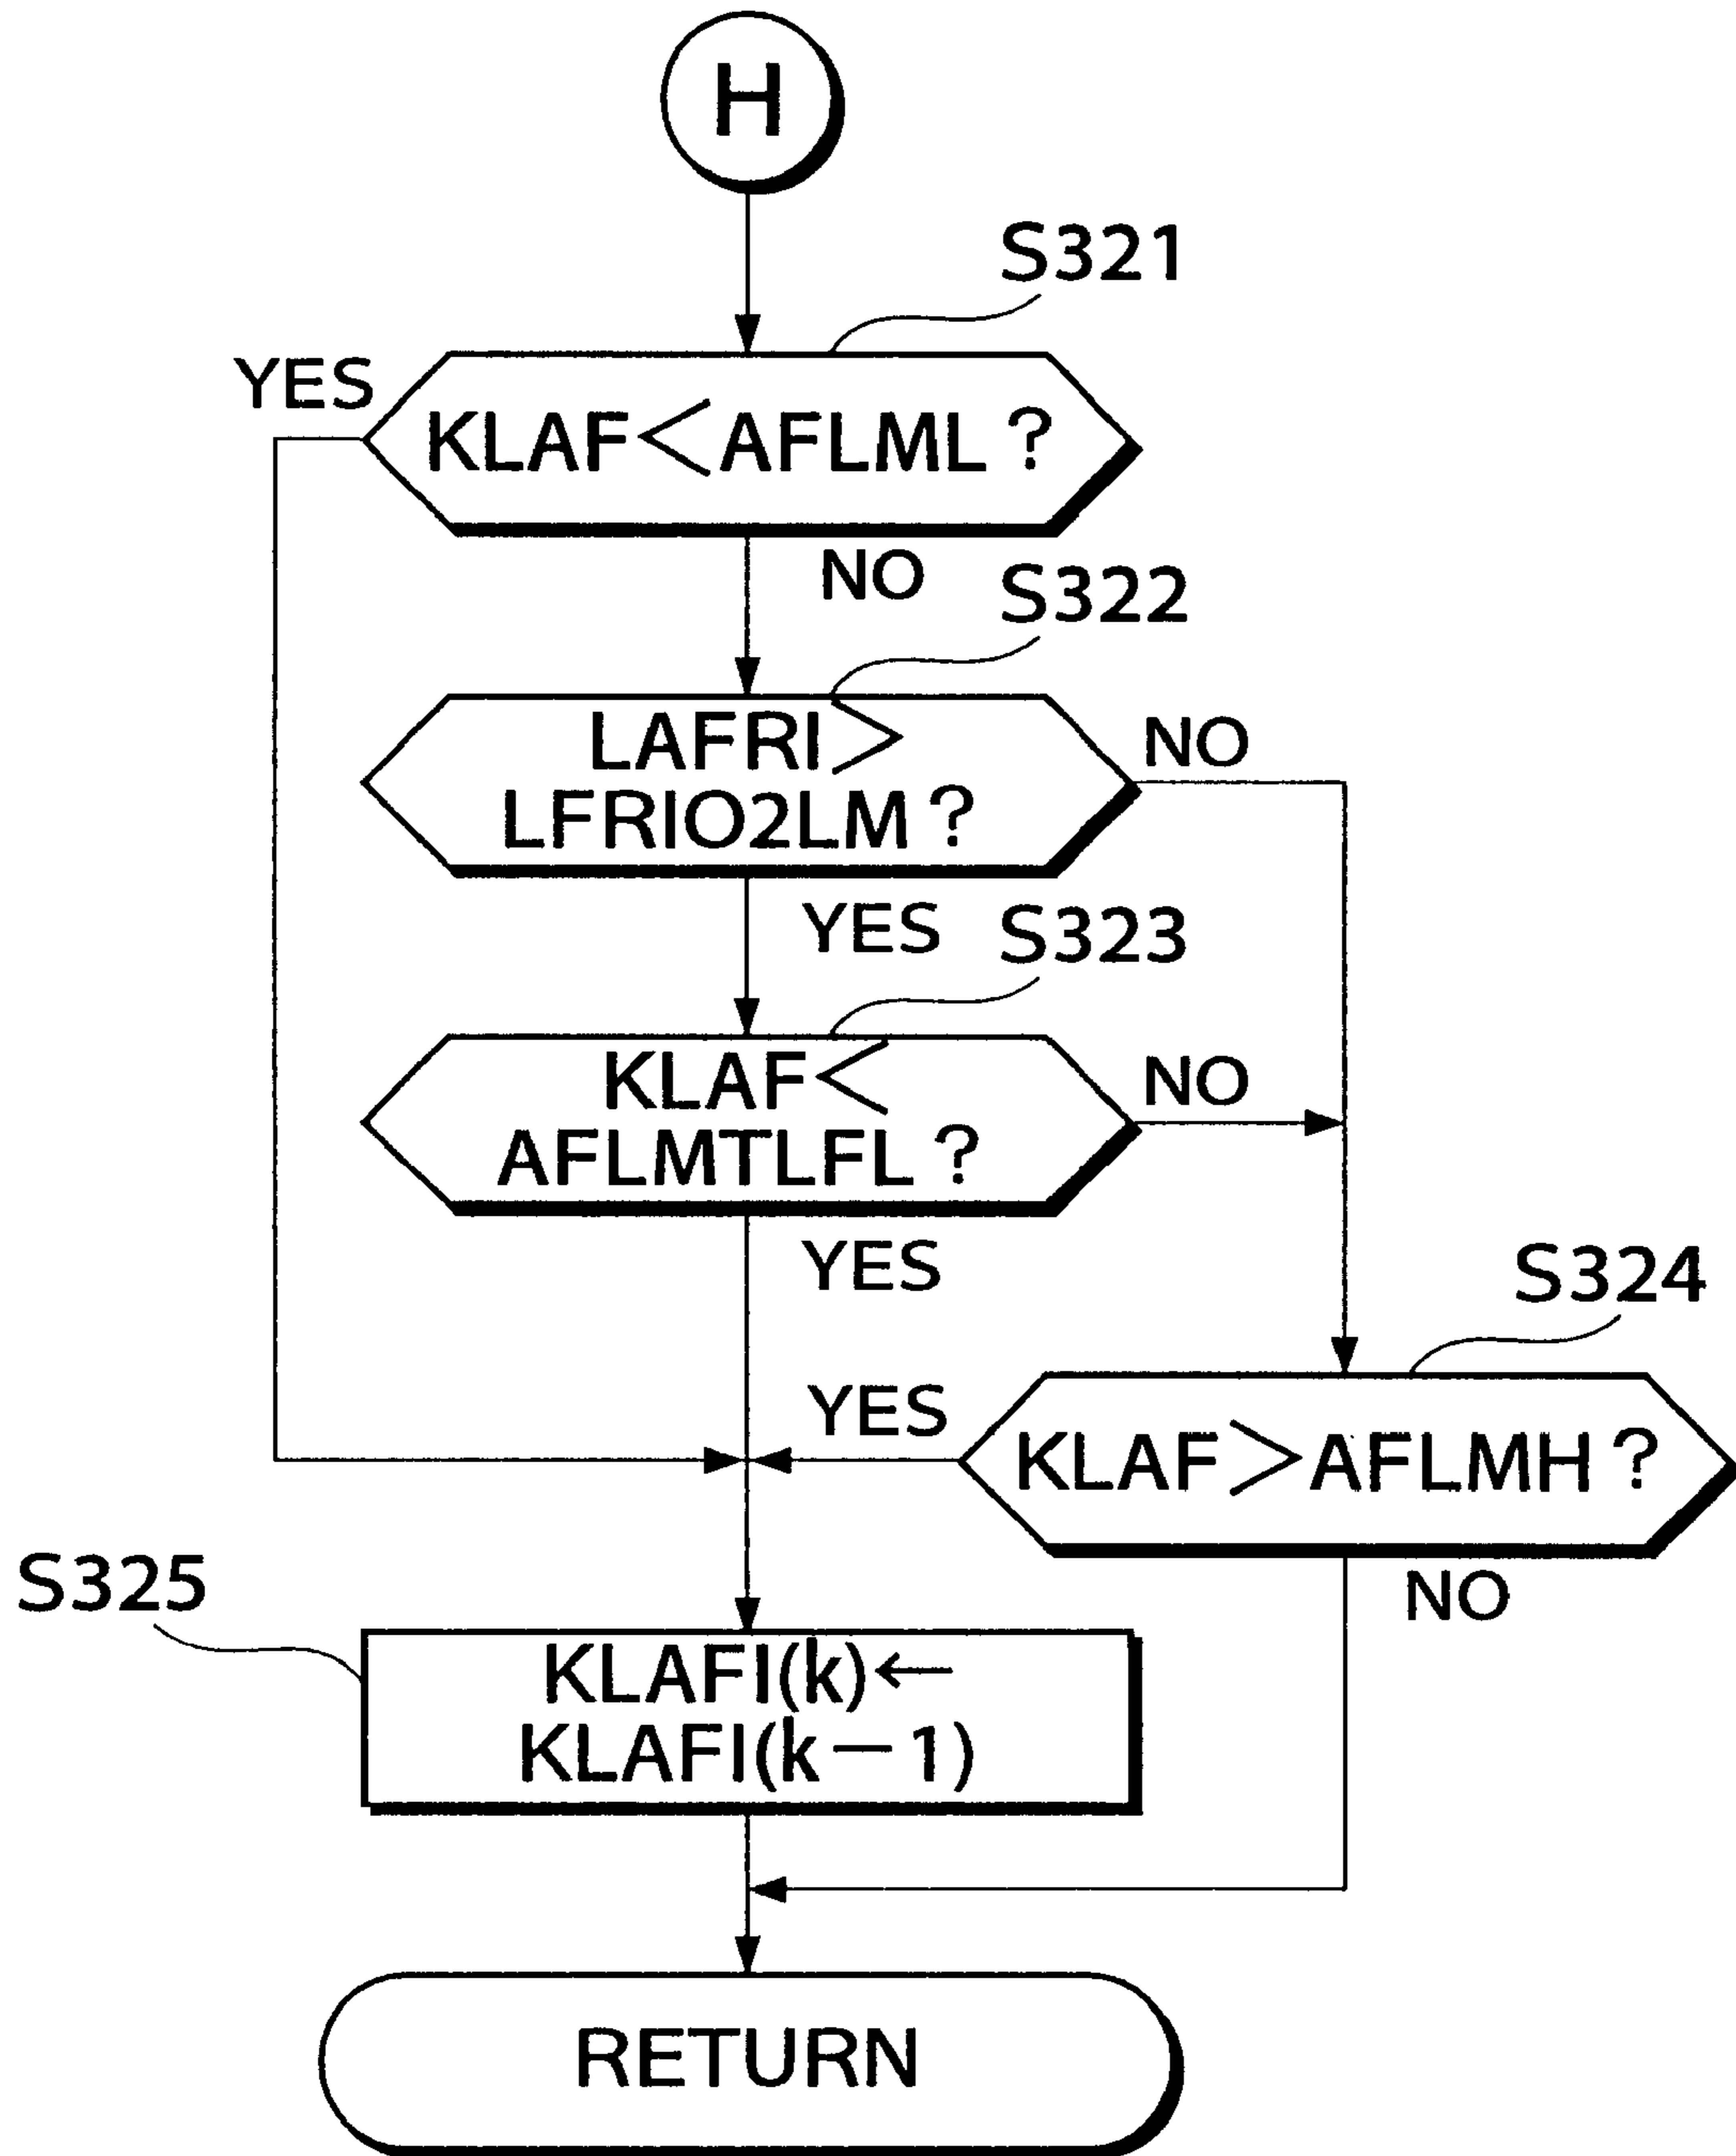 H
S321
YES
KLAF<AFLML ?
NO
S322
LAFRI>
LFRIO2LM ?
NO
YES
S323
KLAF<
AFLMTLFL ?
NO
YES
S324
YES
KLAF>AFLMH ?
NO
S325
KLAFI(k)←
KLAFI(k−1)
RETURN